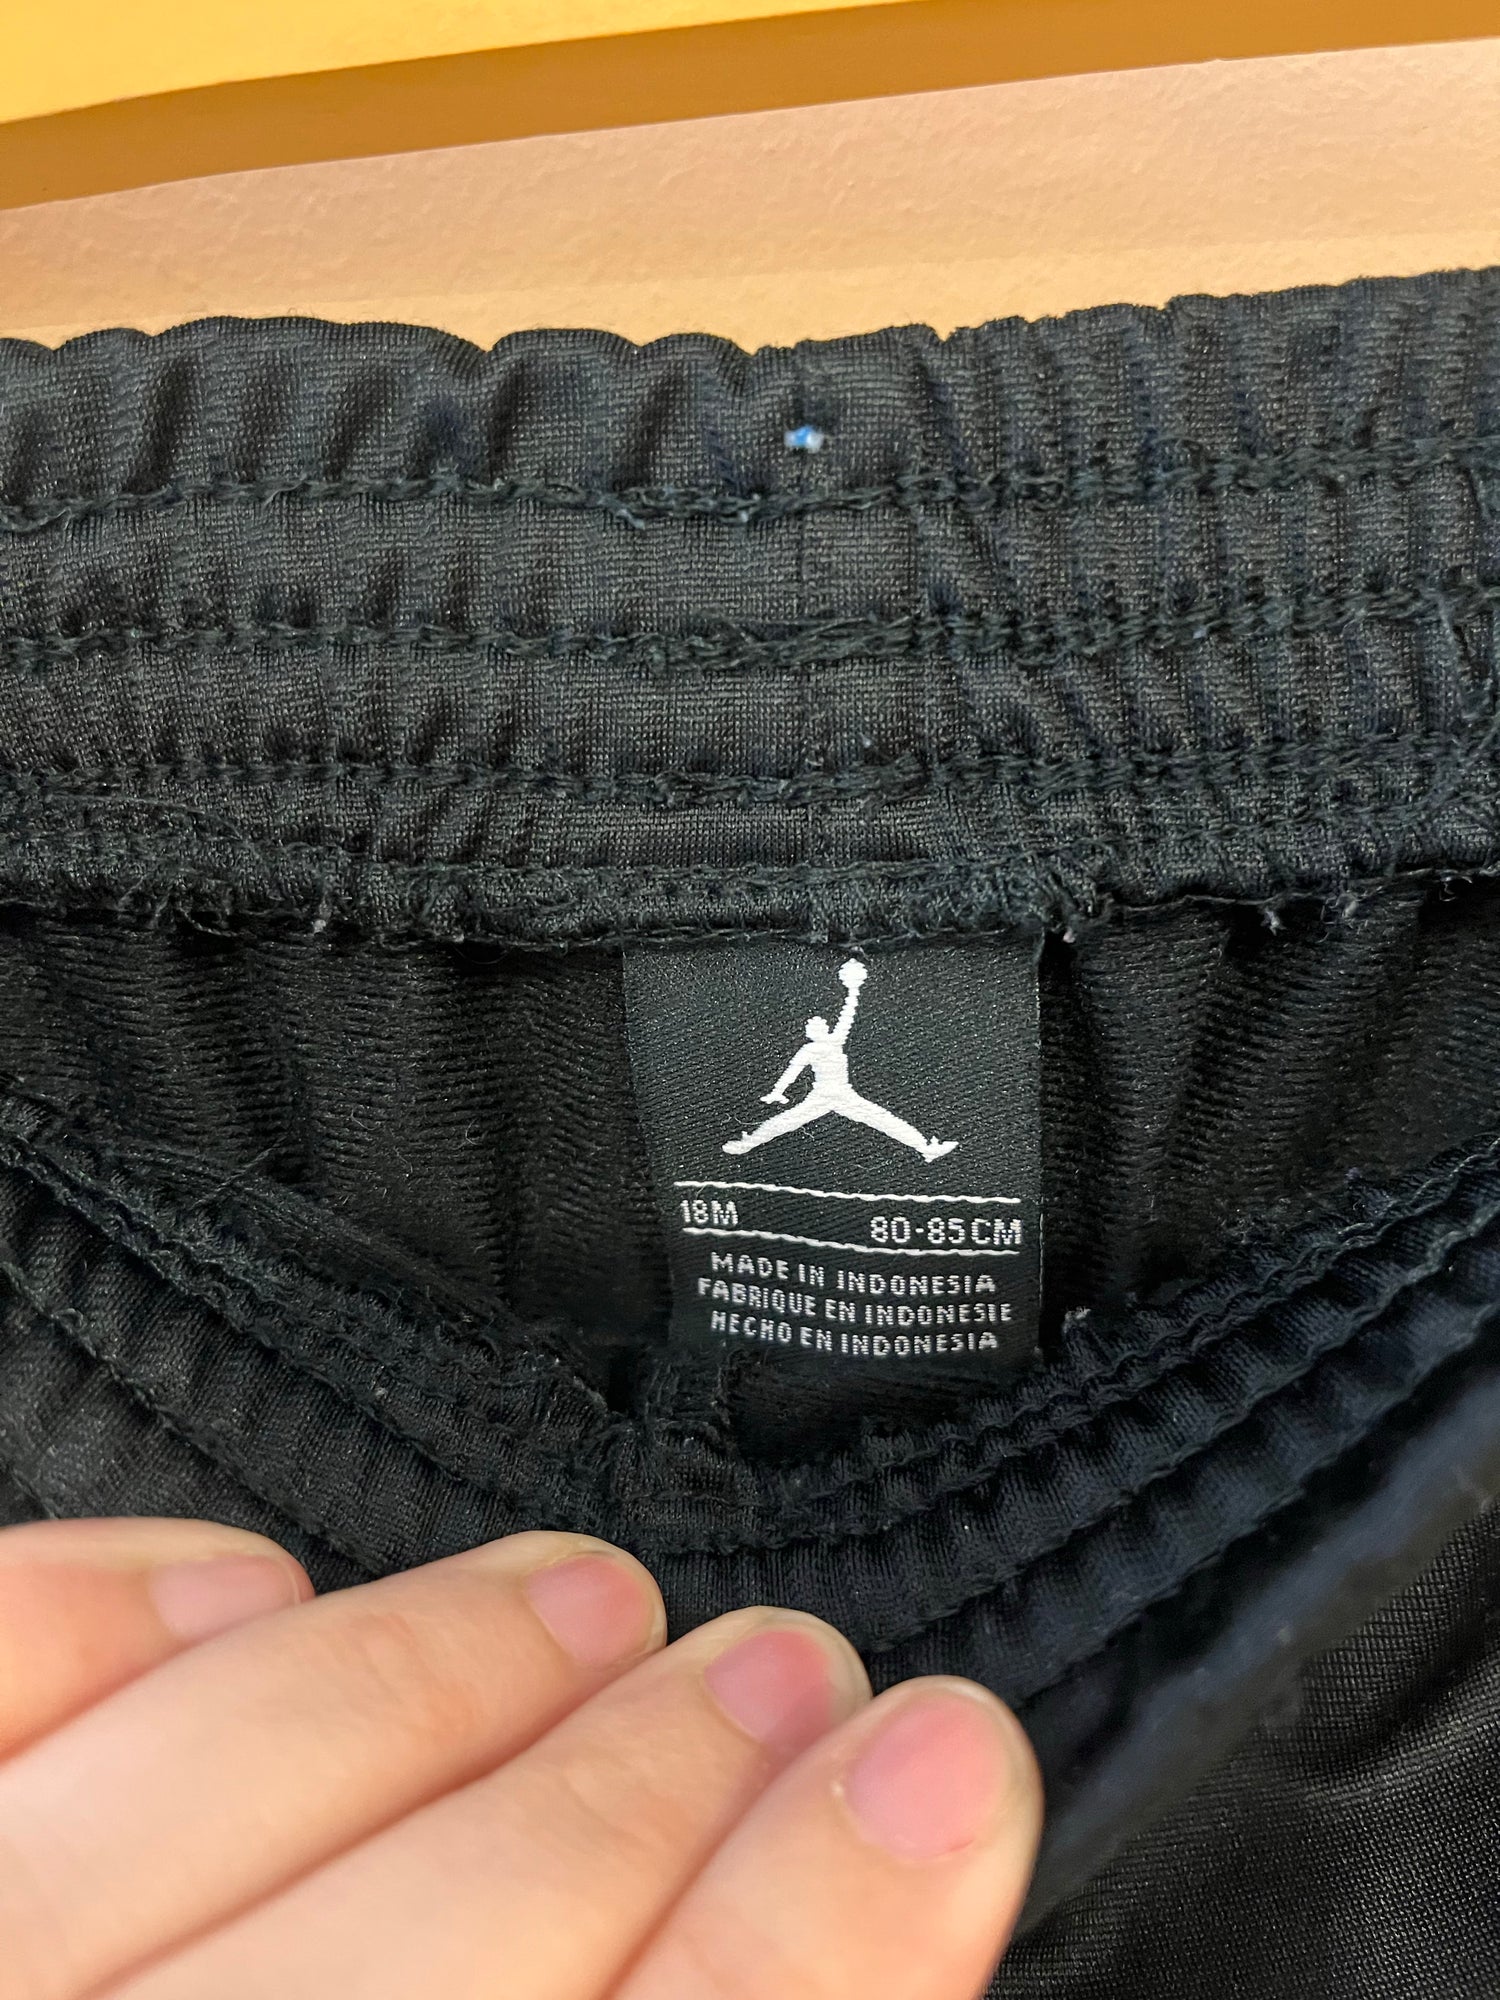 18M 80-85CM
MADE IN INDONESIA
FABRIQUE EN INDONESIE
HECHO EN INDONESIA